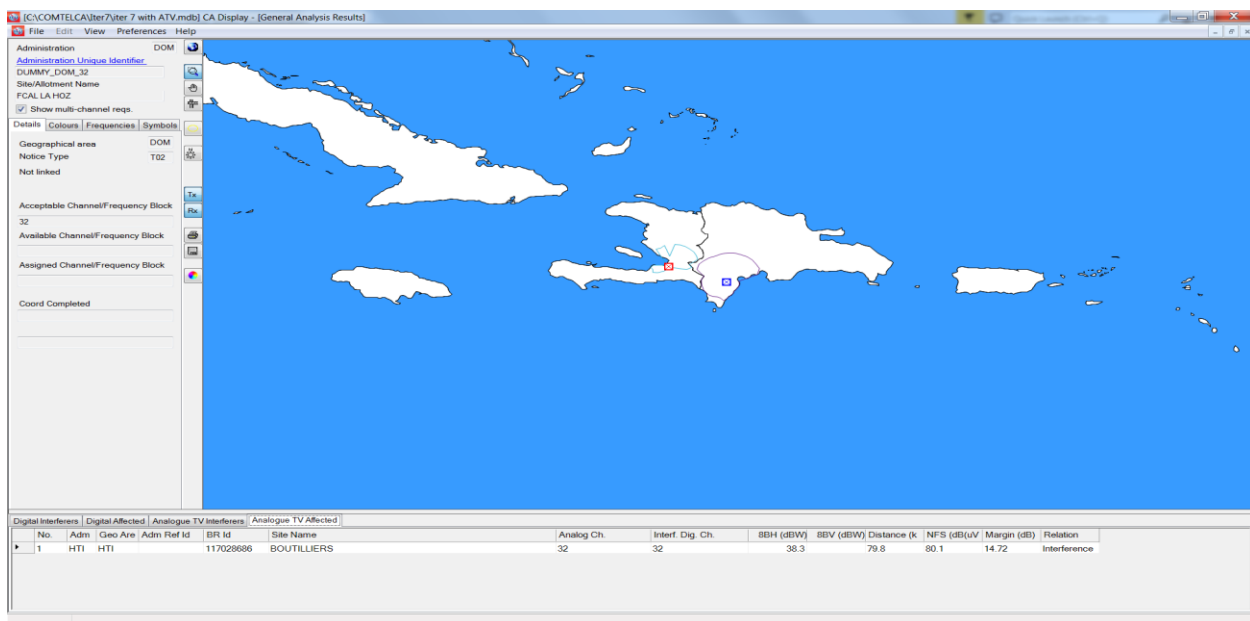 [C:\COMTELCA\Iter7\iter 7 with ATV.mdb] CA Display - [General Analysis Results]
File Edit View Preferences Help
Administration DOM
Administration Unique Identifier
DUMMY_DOM_32
Site/Allotment Name
FCAL LA HOZ
Show multi-channel reqs.
Details Colours Frequencies Symbols
Geographical area DOM
Notice Type T02
Not linked
Acceptable Channel/Frequency Block
32
Available Channel/Frequency Block
Assigned Channel/Frequency Block
Coord Completed
Tx
Rx
Digital Interferers Digital Affected Analogue TV Interferers Analogue TV Affected
No. Adm Geo Are Adm Ref Id BR Id Site Name Analog Ch. Interf. Dig. Ch. 8BH (dBW) 8BV (dBW) Distance (k NFS (dB(uV Margin (dB) Relation
1 HTI HTI 117028686 BOUTILLIERS 32 32 38.3 79.8 80.1 14.72 Interference